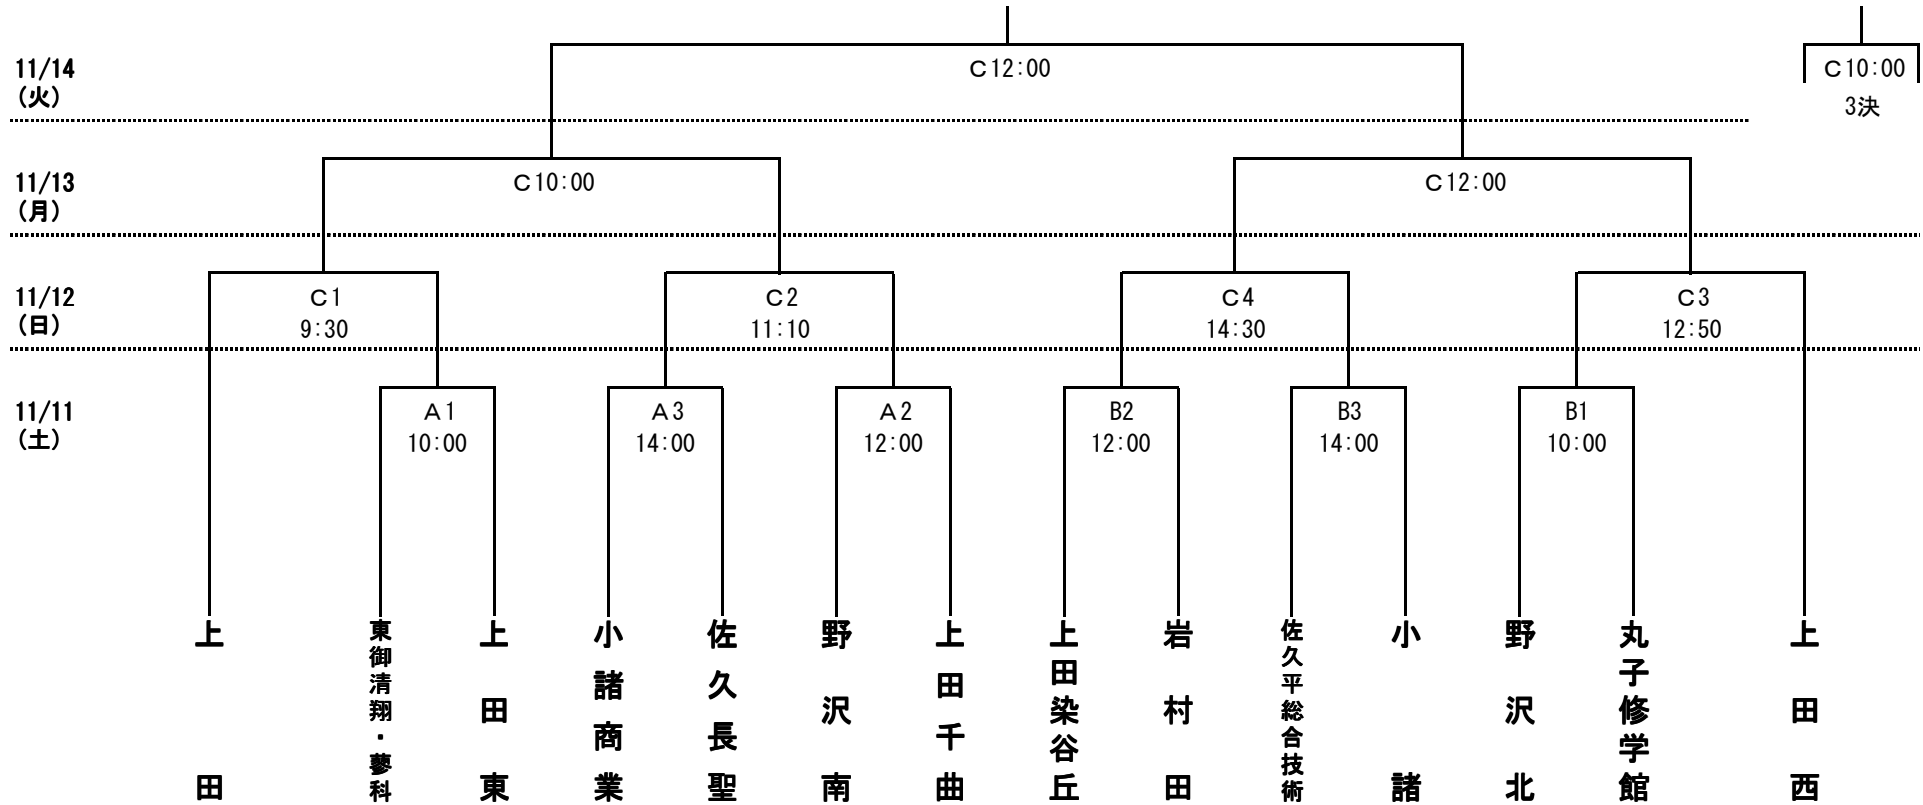 11/14
(火)
C12:00
C10:00
3決
11/13
(月)
C10:00
C12:00
11/12
(日)
C1
9:30
C2
11:10
C4
14:30
C3
12:50
11/11
(土)
A1
10:00
A3
14:00
A2
12:00
B2
12:00
B3
14:00
B1
10:00
上田
東御清翔・蓼科
上田東
小諸商業
佐久長聖
野沢南
上田千曲
上田染谷丘
岩村田
佐久平総合技術
小諸
野沢北
丸子修学館
上田西